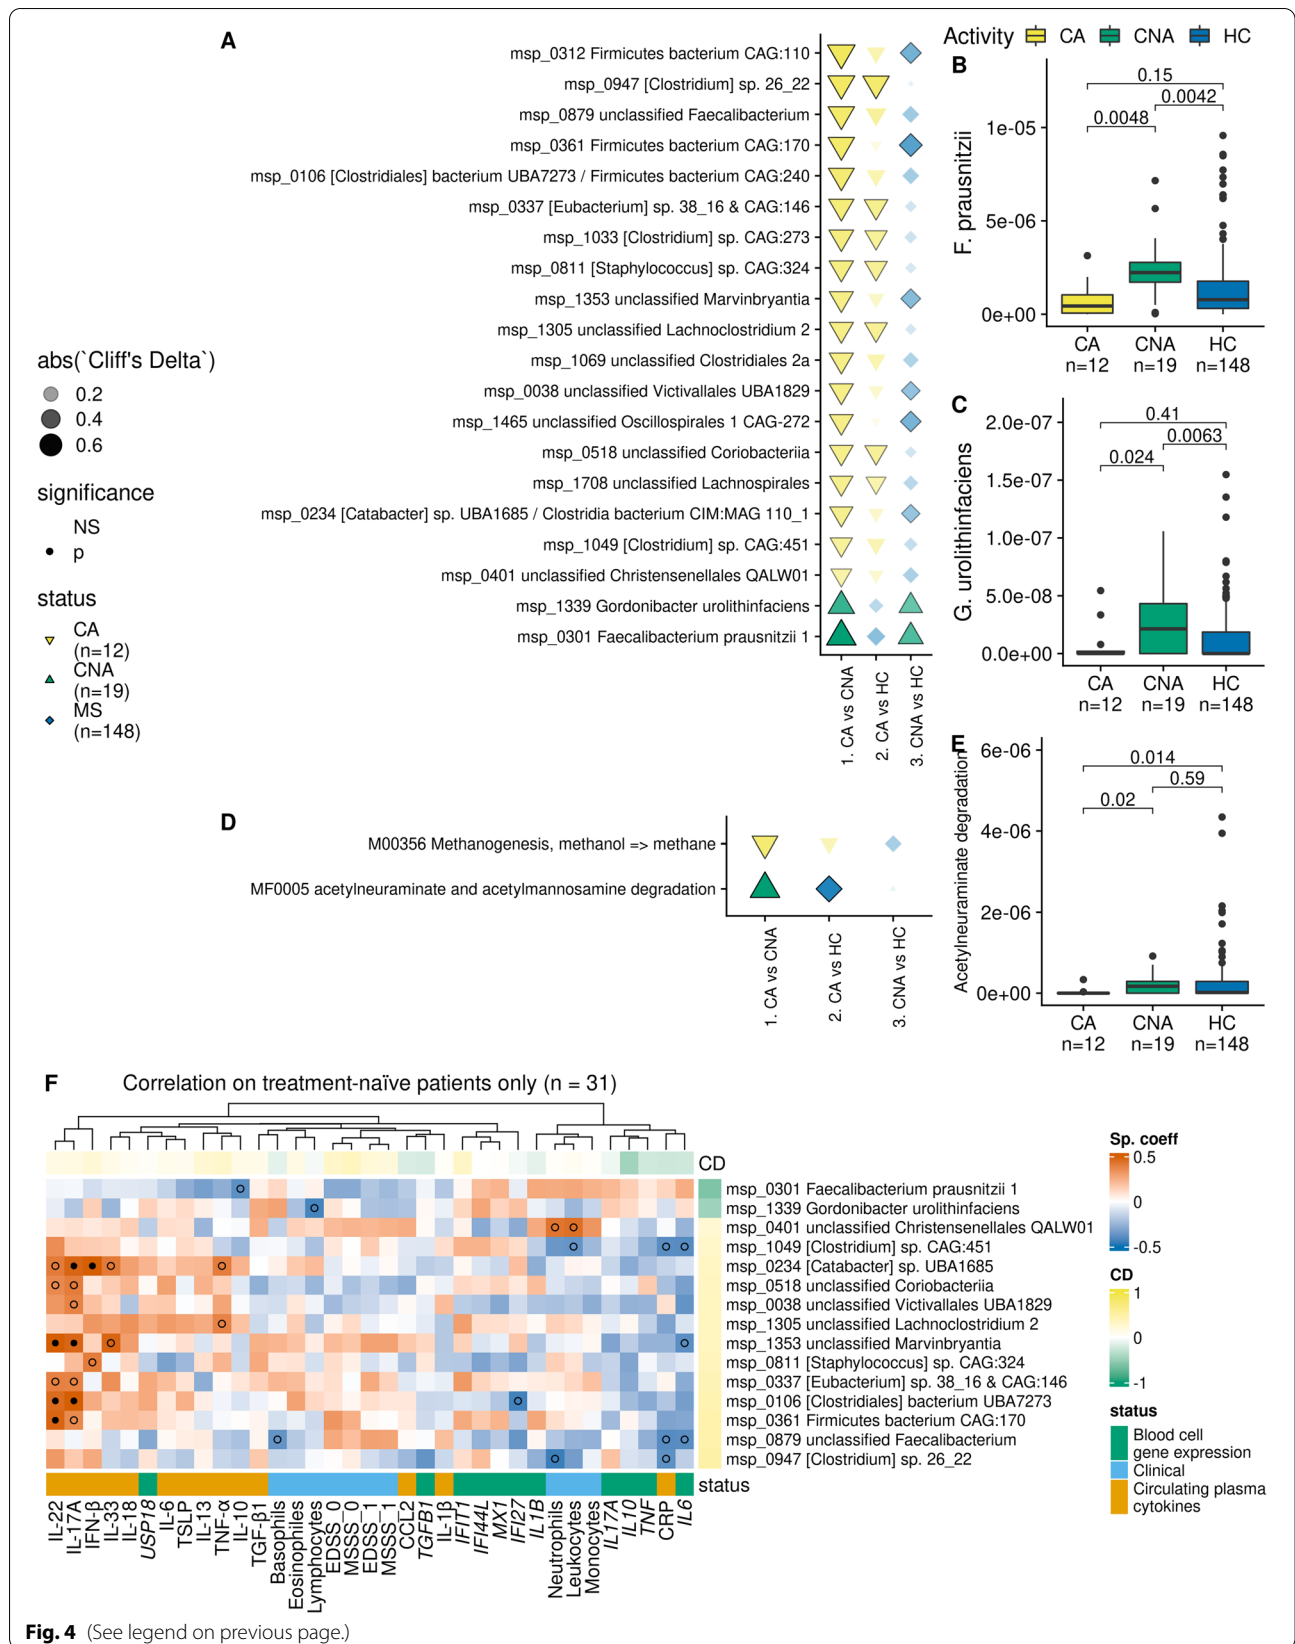 A
msp_0312 Firmicutes bacterium CAG:110
msp_0947 [Clostridium] sp. 26_22
msp_0879 unclassified Faecalibacterium
msp_0361 Firmicutes bacterium CAG:170
msp_0106 [Clostridiales] bacterium UBA7273 / Firmicutes bacterium CAG:240
msp_0337 [Eubacterium] sp. 38_16 & CAG:146
msp_1033 [Clostridium] sp. CAG:273
msp_0811 [Staphylococcus] sp. CAG:324
msp_1353 unclassified Marvinbryantia
msp_1305 unclassified Lachnoclostridium 2
msp_1069 unclassified Clostridiales 2a
msp_0038 unclassified Victivallales UBA1829
msp_1465 unclassified Oscillospirales 1 CAG-272
msp_0518 unclassified Coriobacteriia
msp_1708 unclassified Lachnospirales
msp_0234 [Catabacter] sp. UBA1685 / Clostridia bacterium CIM:MAG 110_1
msp_1049 [Clostridium] sp. CAG:451
msp_0401 unclassified Christensenellales QALW01
msp_1339 Gordonibacter urolithinfaciens
msp_0301 Faecalibacterium prausnitzii 1
1. CA vs CNA
2. CA vs HC
3. CNA vs HC
abs(`Cliff's Delta`)
0.2
0.4
0.6
significance
NS
p
status
CA
(n=12)
CNA
(n=19)
MS
(n=148)
Activity CA CNA HC
B
F. prausnitzii
0.15
0.0042
0.0048
1e-05
5e-06
0e+00
CA CNA HC
n=12 n=19 n=148
C
G. urolithinfaciens
0.41
0.0063
0.024
2.0e-07
1.5e-07
1.0e-07
5.0e-08
0.0e+00
CA CNA HC
n=12 n=19 n=148
D
M00356 Methanogenesis, methanol => methane
MF0005 acetylneuraminate and acetylmannosamine degradation
1. CA vs CNA
2. CA vs HC
3. CNA vs HC
E
Acetylneuraminate degradation
0.014
0.59
0.02
6e-06
4e-06
2e-06
0e+00
CA CNA HC
n=12 n=19 n=148
F
Correlation on treatment-naïve patients only (n = 31)
CD
msp_0301 Faecalibacterium prausnitzii 1
msp_1339 Gordonibacter urolithinfaciens
msp_0401 unclassified Christensenellales QALW01
msp_1049 [Clostridium] sp. CAG:451
msp_0234 [Catabacter] sp. UBA1685
msp_0518 unclassified Coriobacteriia
msp_0038 unclassified Victivallales UBA1829
msp_1305 unclassified Lachnoclostridium 2
msp_1353 unclassified Marvinbryantia
msp_0811 [Staphylococcus] sp. CAG:324
msp_0337 [Eubacterium] sp. 38_16 & CAG:146
msp_0106 [Clostridiales] bacterium UBA7273
msp_0361 Firmicutes bacterium CAG:170
msp_0879 unclassified Faecalibacterium
msp_0947 [Clostridium] sp. 26_22
status
IL-22
IL-17A
IFN-β
IL-33
IL-18
USP18
IL-6
TSLP
IL-13
TNF-α
IL-10
TGF-β1
Basophils
Eosinophiles
Lymphocytes
EDSS_0
MSSS_0
EDSS_1
MSSS_1
CCL2
TGFB1
IL-1β
IFIT1
IFI44L
MX1
IFI27
IL1B
Neutrophils
Leukocytes
Monocytes
IL17A
IL10
TNF
CRP
IL6
Sp. coeff
0.5
0
-0.5
CD
1
0
-1
status
Blood cell
gene expression
Clinical
Circulating plasma
cytokines
Fig. 4 (See legend on previous page.)